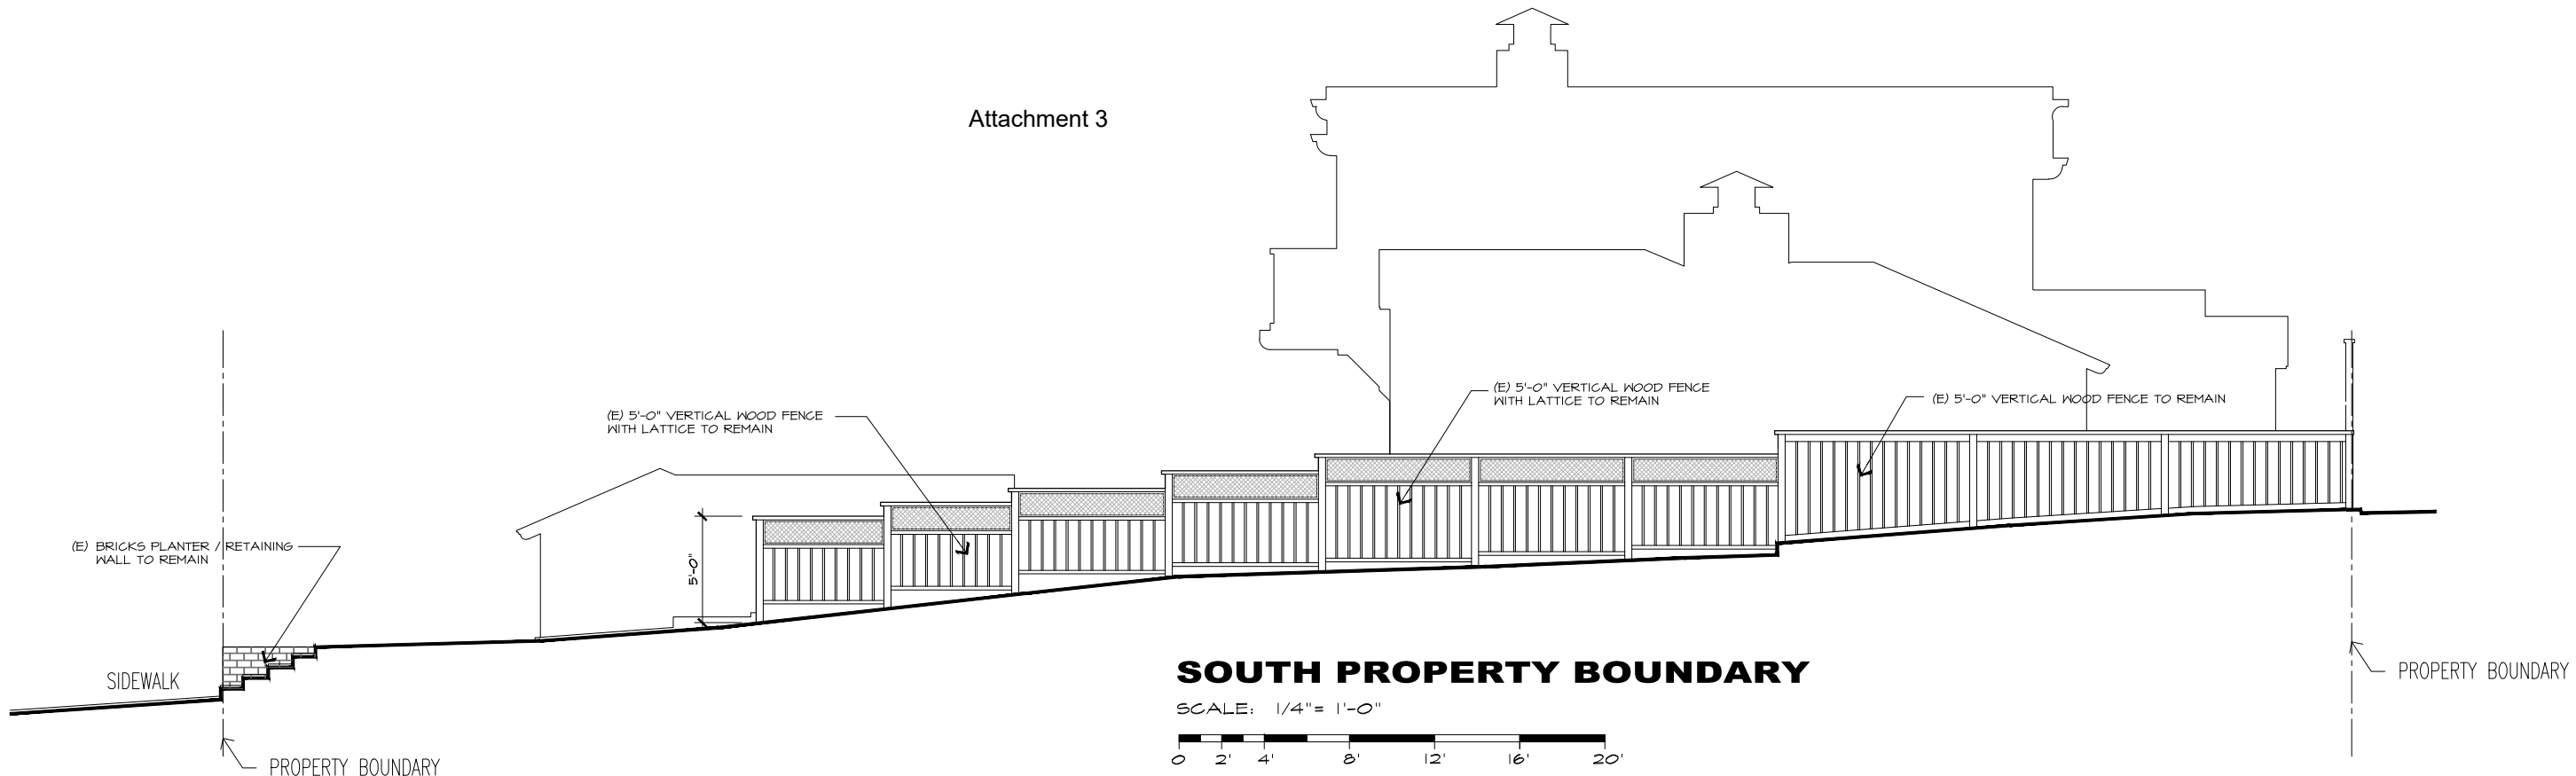 Attachment 3
(E) 5'-0" VERTICAL WOOD FENCE
WITH LATTICE TO REMAIN
(E) 5'-0" VERTICAL WOOD FENCE
WITH LATTICE TO REMAIN
(E) 5'-0" VERTICAL WOOD FENCE TO REMAIN
(E) BRICKS PLANTER / RETAINING
WALL TO REMAIN
5'-0"
SIDEWALK
PROPERTY BOUNDARY
PROPERTY BOUNDARY
SOUTH PROPERTY BOUNDARY
SCALE: 1/4"= 1'-0"
0 2' 4' 8' 12' 16' 20'